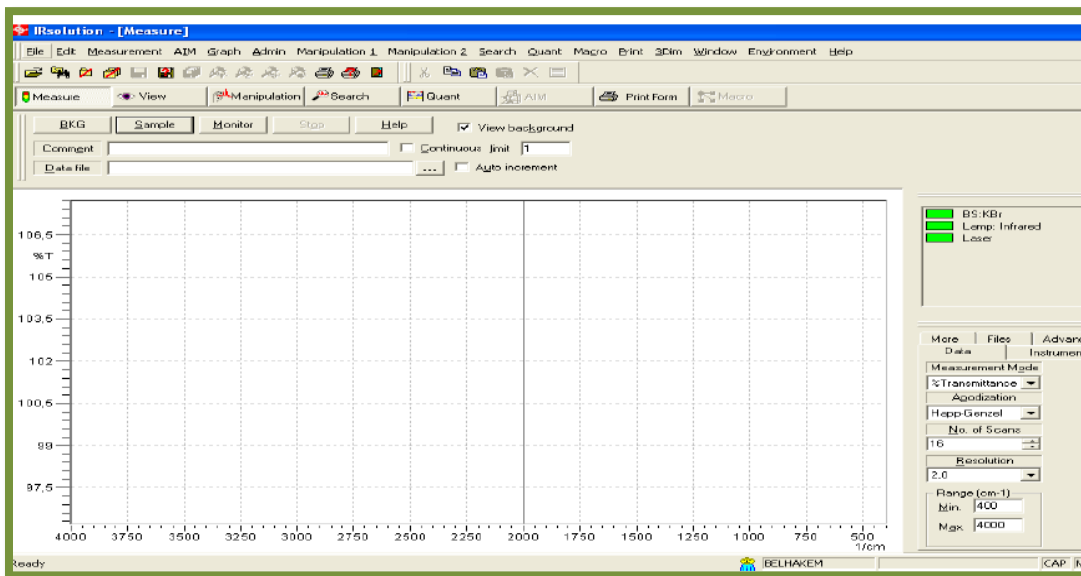 IRsolution - [Measure]
File Edit Measurement AIM Graph Admin Manipulation 1 Manipulation 2 Search Quant Macro Print 3Dim Window Environment Help
Measure View Manipulation Search Quant AIM Print Form Macro
BKG Sample Monitor Stop Help View background
Comment Continuous limit 1
Data file ... Auto increment
106,5
%T
105
103,5
102
100,5
99
97,5
4000 3750 3500 3250 3000 2750 2500 2250 2000 1750 1500 1250 1000 750 500
1/cm
BS:KBr
Lamp: Infrared
Laser
More Files Advan
Data Instrumen
Measurement Mode
%Transmittance
Apodization
Happ-Genzel
No. of Scans
16
Resolution
2.0
Range (cm-1)
Min. 400
Max 4000
Ready BELHAKEM CAP